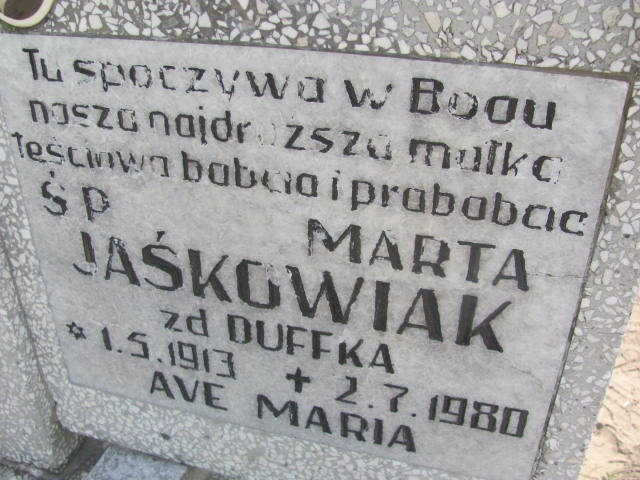 Tu spoczywa w Bogu
nasza najdroższa matka
teściowa babcia i prababcia
Ś P
MARTA
JAŚKOWIAK
zd DUFFKA
* 1.5.1913 + 2.7.1980
AVE MARIA